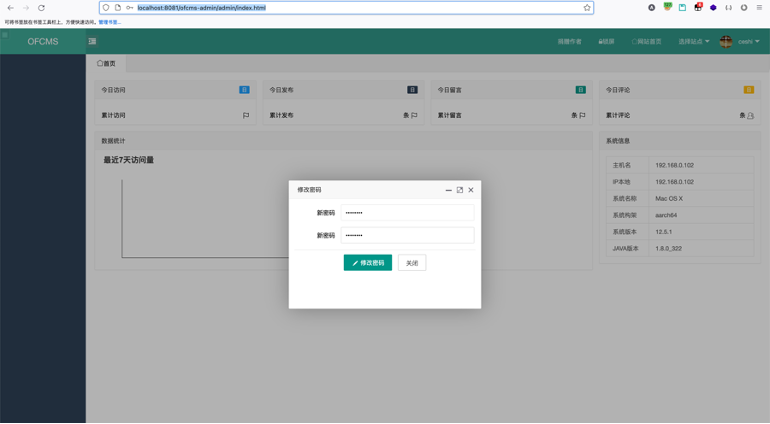 localhost:8081/ofcms-admin/admin/index.html
可将书签放在书签工具栏上，方便快速访问。管理书签...
OFCMS
捐赠作者
锁屏
网站首页
选择站点
首页
今日访问
日
今日发布
日
今日留言
日
今日评论
日
累计访问
累计发布
条
累计留言
条
累计评论
条
数据统计
最近7天访问量
系统信息
主机名 192.168.0.102
IP本地 192.168.0.102
系统名称 Mac OS X
系统构架 aarch64
系统版本 12.5.1
JAVA版本 1.8.0_322
修改密码
新密码 ••••••••
新密码 ••••••••
修改密码
关闭